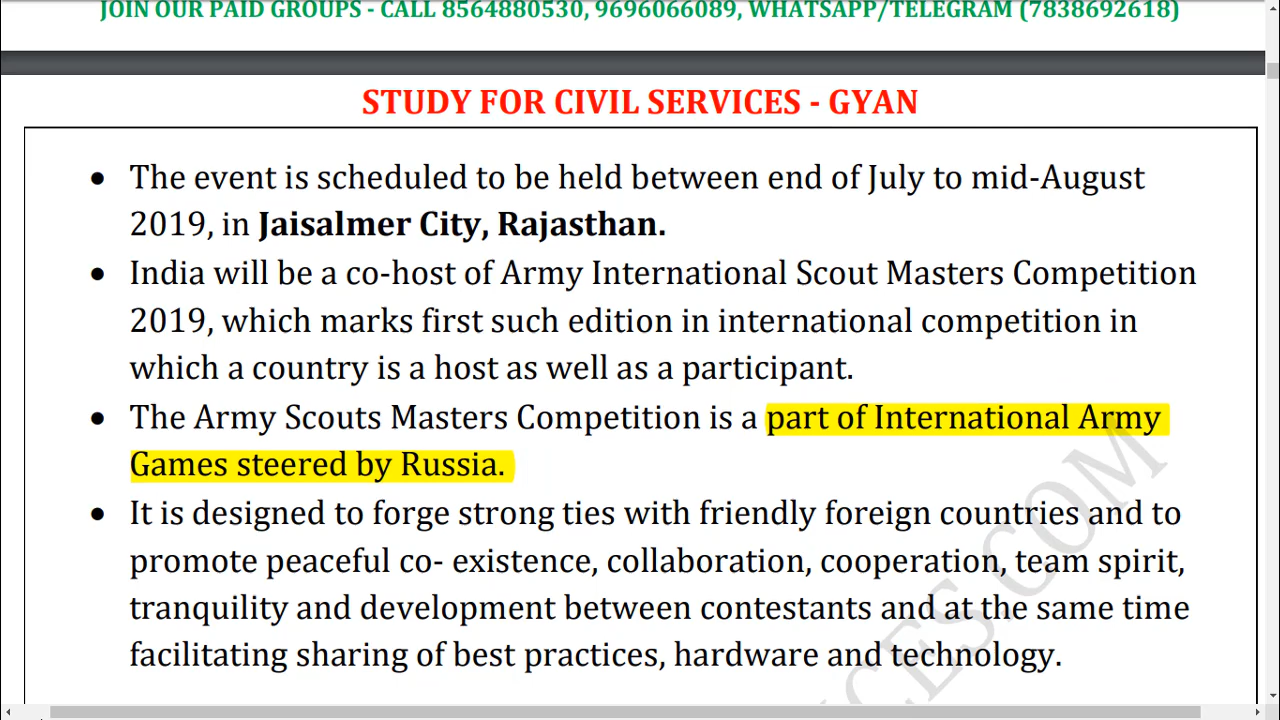 JOIN OUR PAID GROUPS - CALL 8564880530, 9696066089, WHATSAPP/TELEGRAM (7838692618)
STUDY FOR CIVIL SERVICES - GYAN
• The event is scheduled to be held between end of July to mid-August
2019, in Jaisalmer City, Rajasthan.
• India will be a co-host of Army International Scout Masters Competition
2019, which marks first such edition in international competition in
which a country is a host as well as a participant.
• The Army Scouts Masters Competition is a part of International Army
Games steered by Russia.
• It is designed to forge strong ties with friendly foreign countries and to
promote peaceful co- existence, collaboration, cooperation, team spirit,
tranquility and development between contestants and at the same time
facilitating sharing of best practices, hardware and technology.